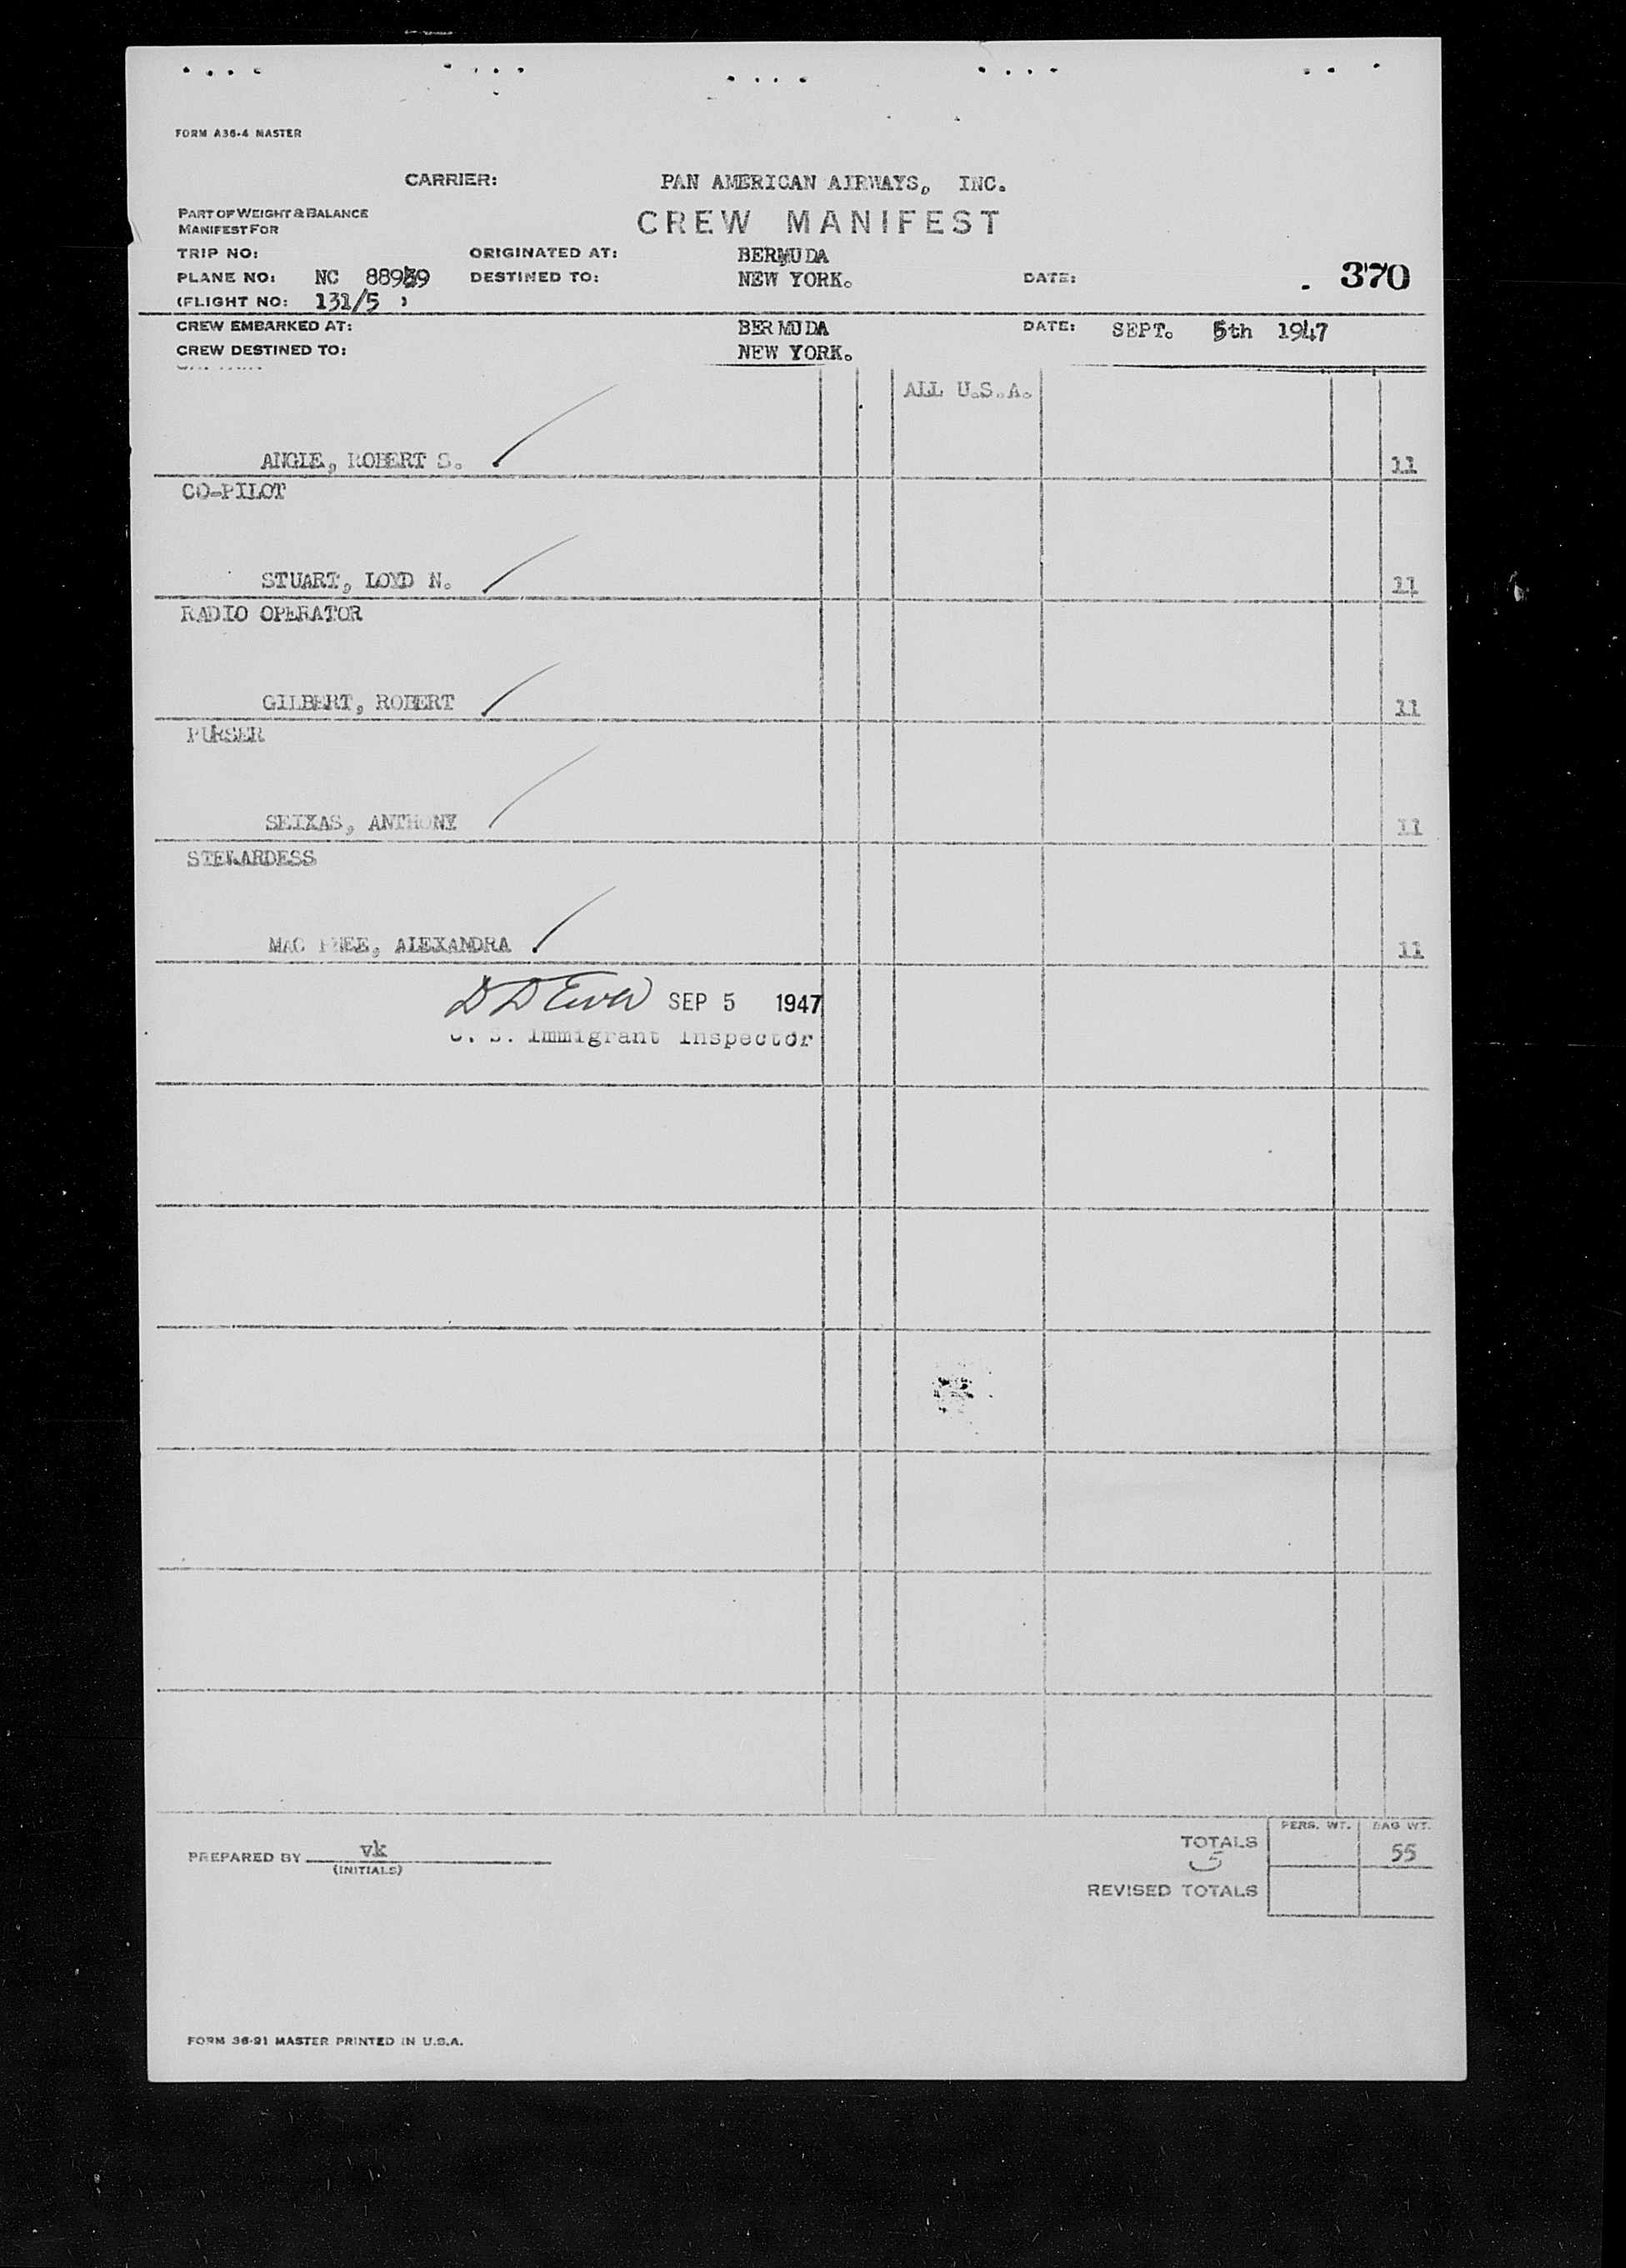 FORM A36-4 MASTER
CARRIER: PAN AMERICAN AIRWAYS, INC.
PART OF WEIGHT & BALANCE
MANIFEST FOR
CREW MANIFEST
TRIP NO: ORIGINATED AT: BERMUDA
PLANE NO: NC DESTINED TO: NEW YORK. DATE: 370
(FLIGHT NO: 131/5 )
CREW EMBARKED AT: BERMUDA DATE: SEPT. 5th 1947
CREW DESTINED TO: NEW YORK.
ALL U.S.A.
ANGLE, ROBERT S. 11
CO-PILOT
STUART, LOYD N. 11
RADIO OPERATOR
GILBERT, ROBERT 11
PURSER
SEIXAS, ANTHONY 11
STEWARDESS
MAC PHEE, ALEXANDRA 11
SEP 5 1947
U. S. Immigrant Inspector
PERS. WT. BAG WT.
TOTALS 55
5
PREPARED BY vk
(INITIALS)
REVISED TOTALS
FORM 36-91 MASTER PRINTED IN U.S.A.